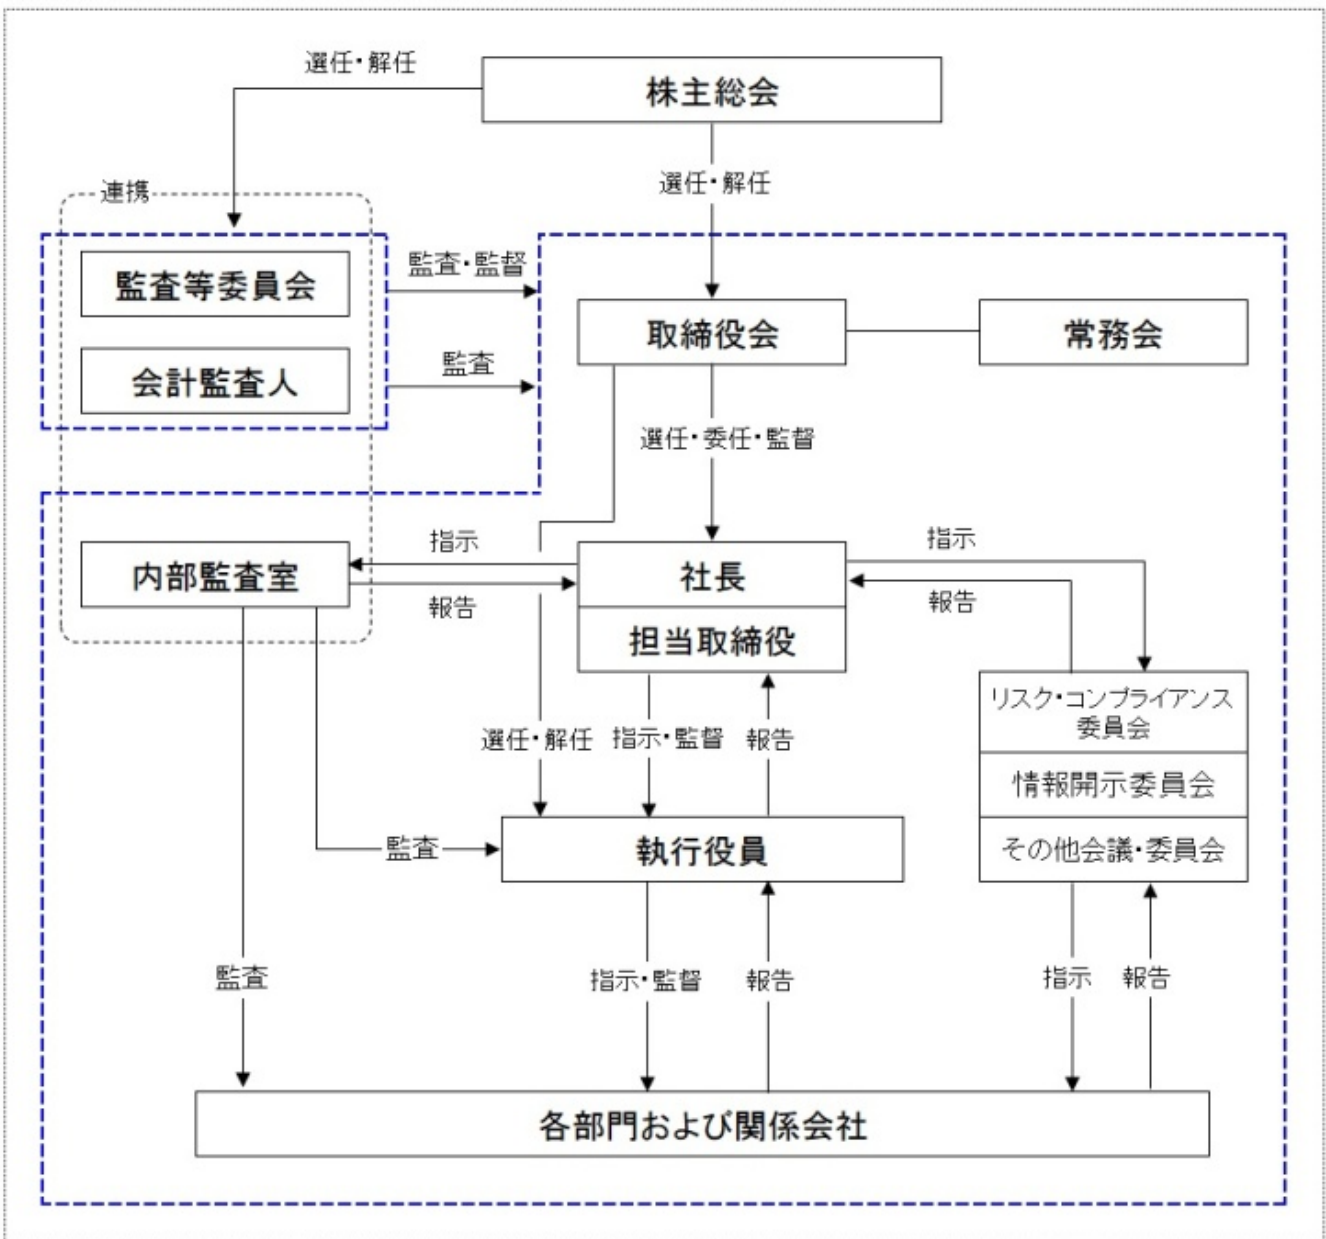 選任・解任
株主総会
選任・解任
連携
監査等委員会
監査・監督
会計監査人
監査
取締役会
常務会
選任・委任・監督
内部監査室
指示
報告
社長
担当取締役
指示
報告
リスク・コンプライアンス
委員会
情報開示委員会
その他会議・委員会
選任・解任
指示・監督
報告
監査
執行役員
監査
指示・監督
報告
指示
報告
各部門および関係会社